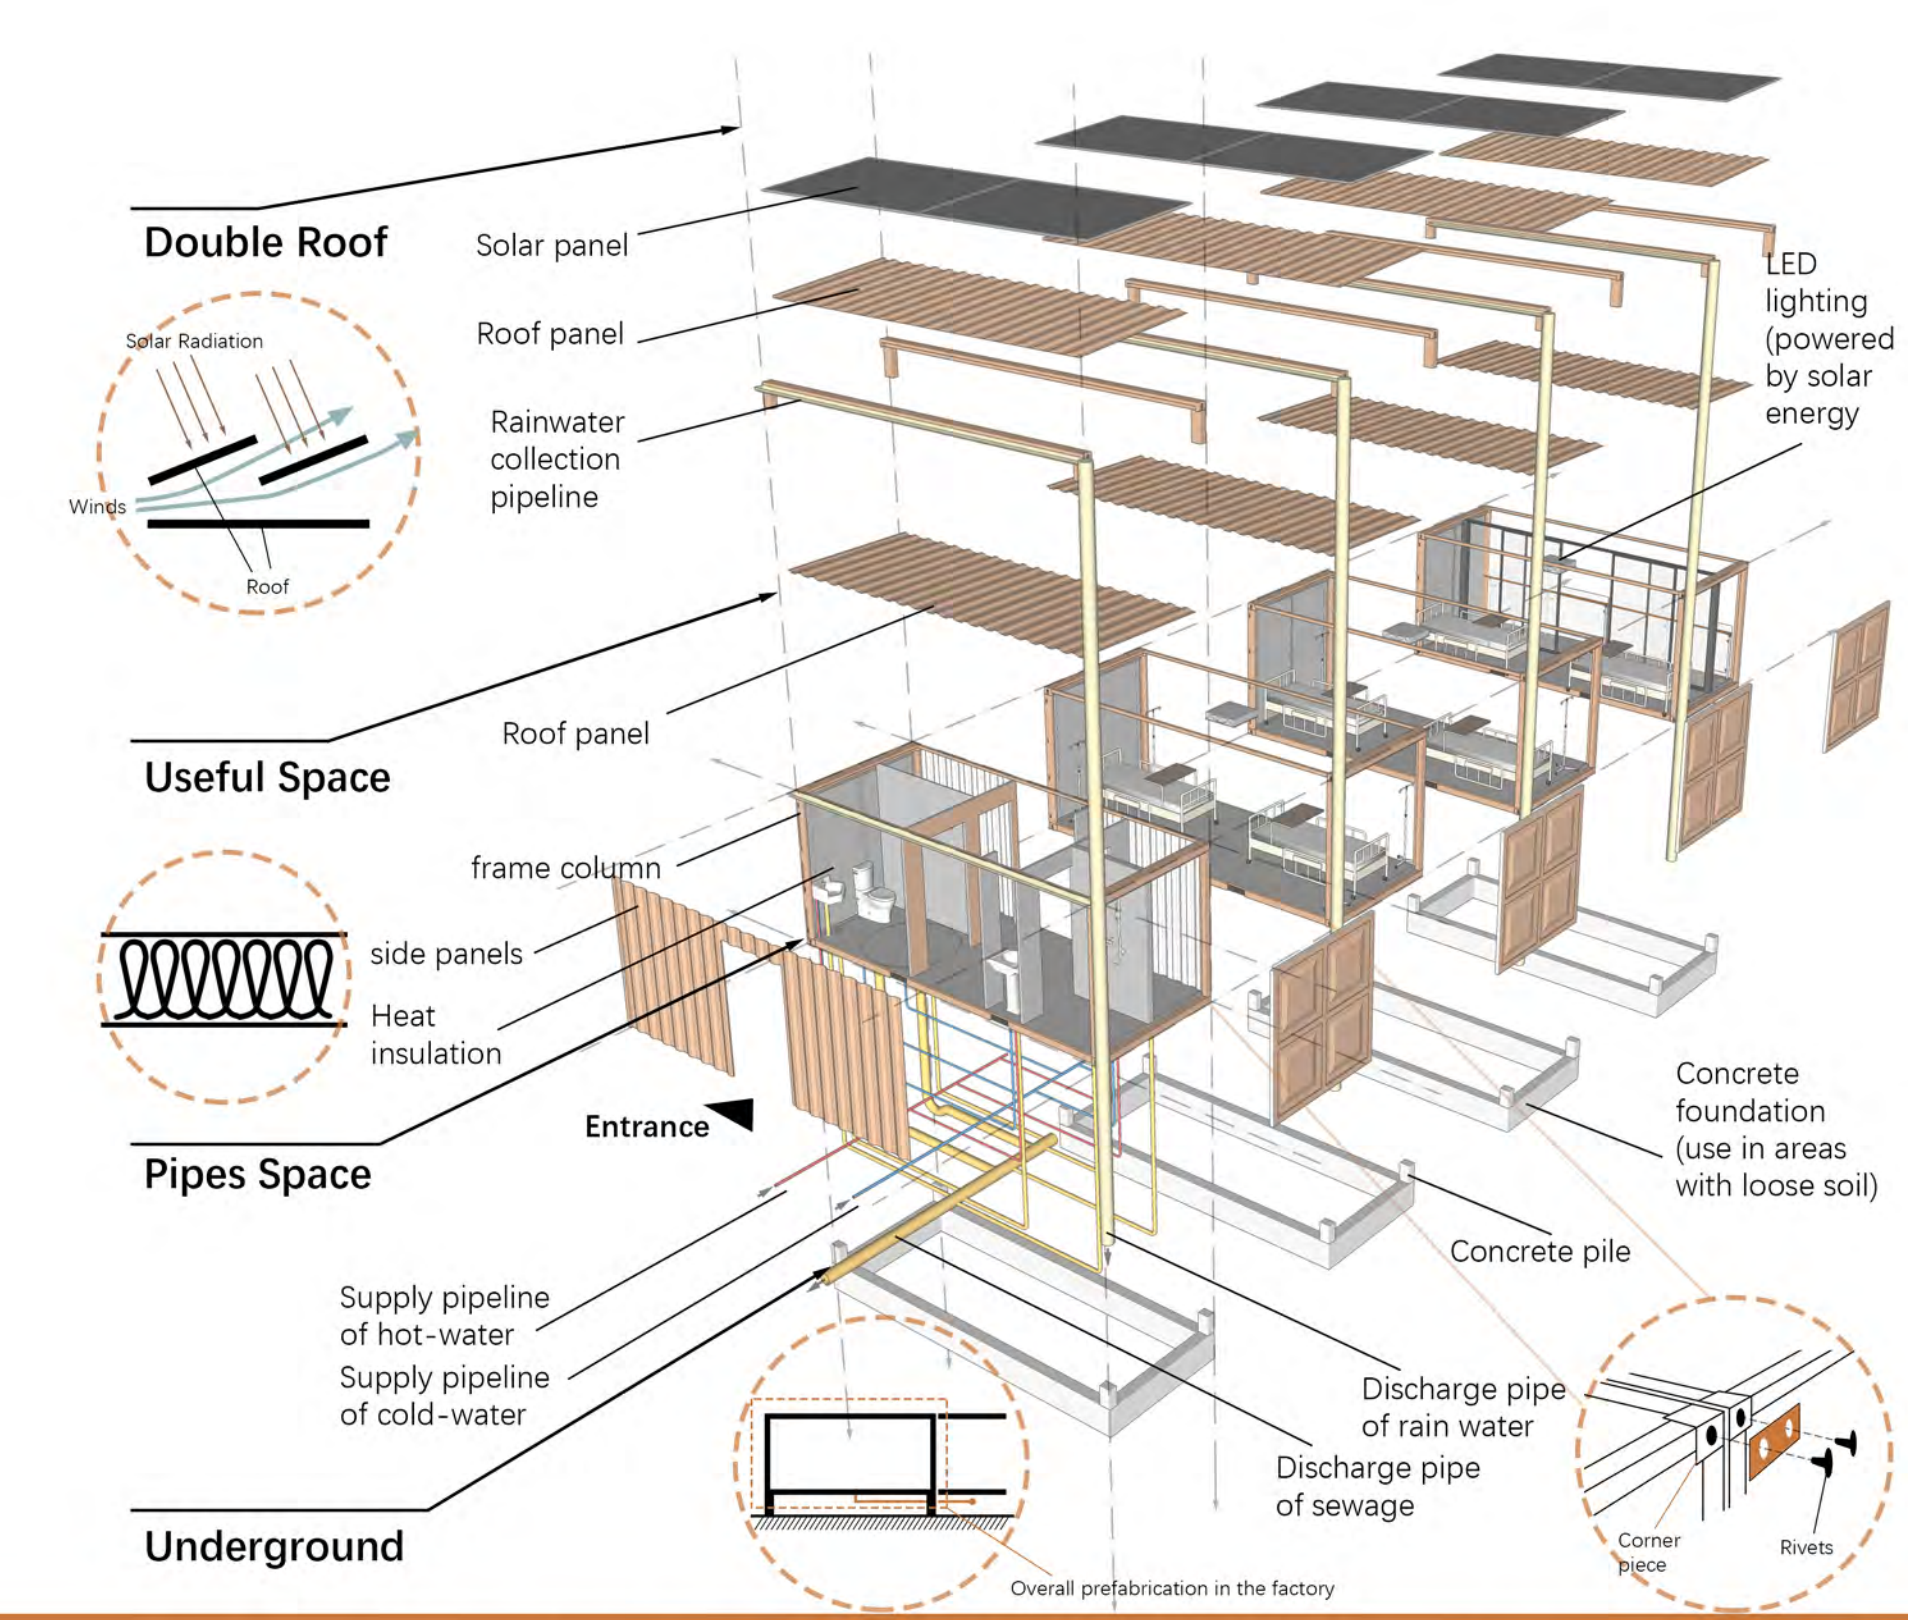 Double Roof
Solar Radiation
Winds
Roof
Solar panel
Roof panel
Rainwater
collection
pipeline
LED
lighting
(powered
by solar
energy
Useful Space
Roof panel
frame column
side panels
Heat
insulation
Entrance
Pipes Space
Supply pipeline
of hot-water
Supply pipeline
of cold-water
Underground
Concrete
foundation
(use in areas
with loose soil)
Concrete pile
Discharge pipe
of rain water
Discharge pipe
of sewage
Overall prefabrication in the factory
Corner
piece
Rivets